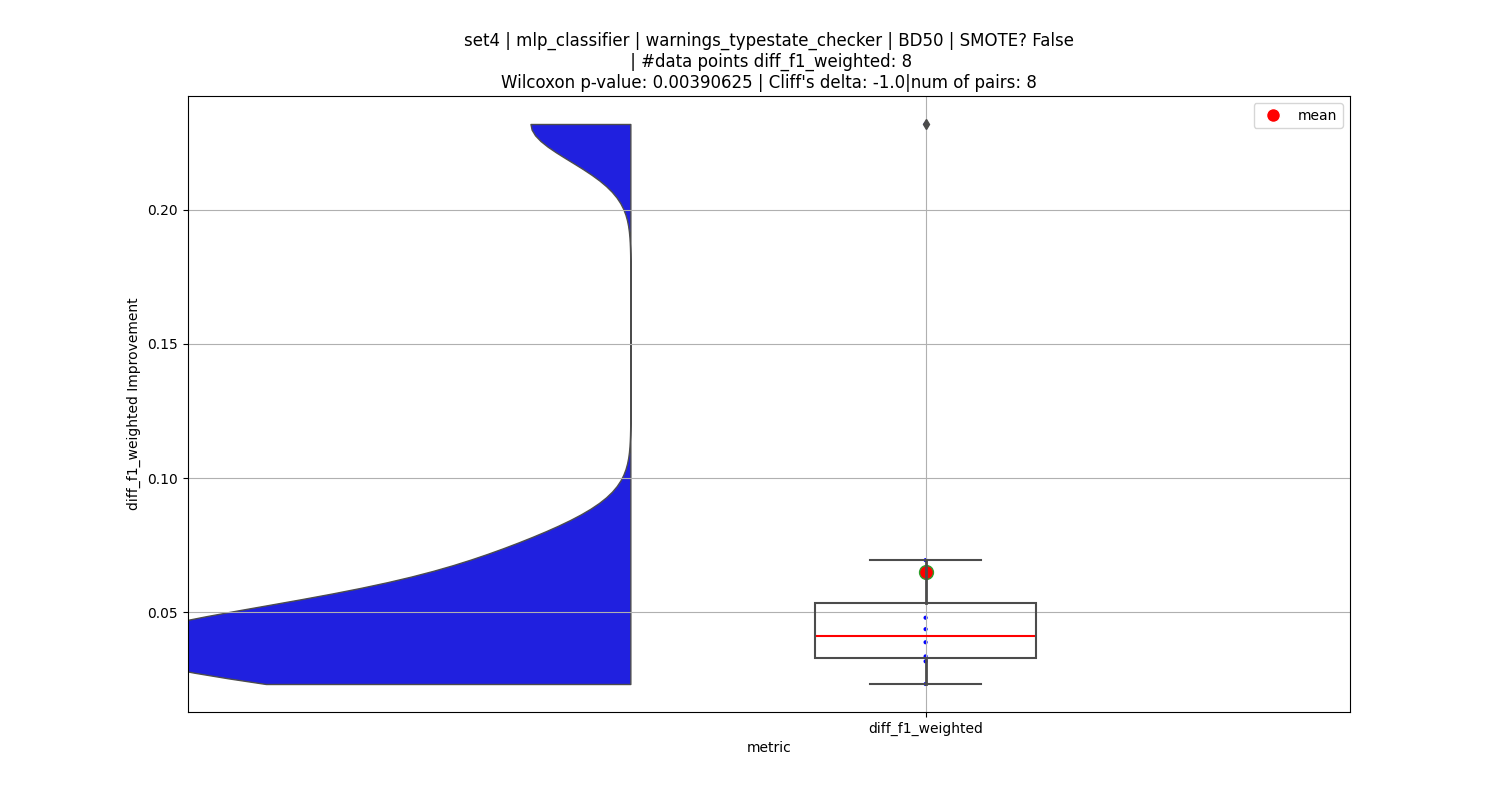 set4 | mlp_classifier | warnings_typestate_checker | BD50 | SMOTE? False
| #data points diff_f1_weighted: 8
Wilcoxon p-value: 0.00390625 | Cliff's delta: -1.0|num of pairs: 8
mean
0.20
0.15
0.10
0.05
diff_f1_weighted Improvement
diff_f1_weighted
metric